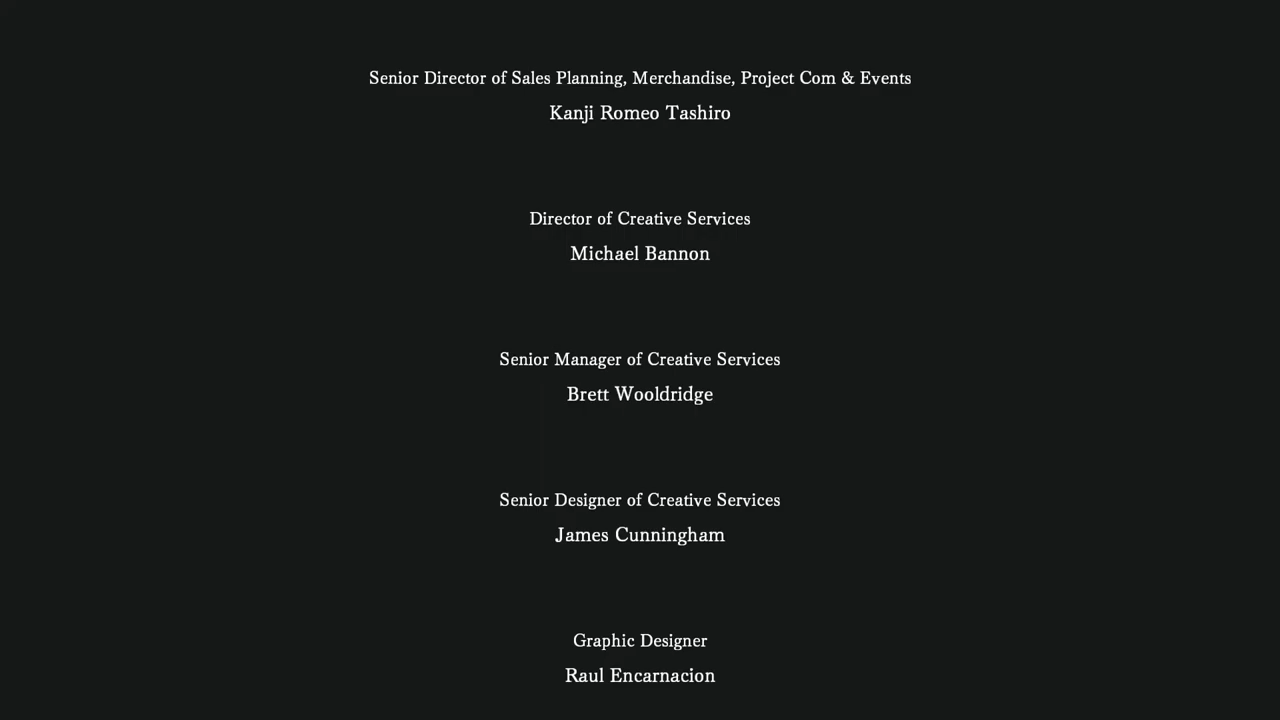 Senior Director of Sales Planning, Merchandise, Project Com & Events
Kanji Romeo Tashiro
Director of Creative Services
Michael Bannon
Senior Manager of Creative Services
Brett Wooldridge
Senior Designer of Creative Services
James Cunningham
Graphic Designer
Raul Encarnacion